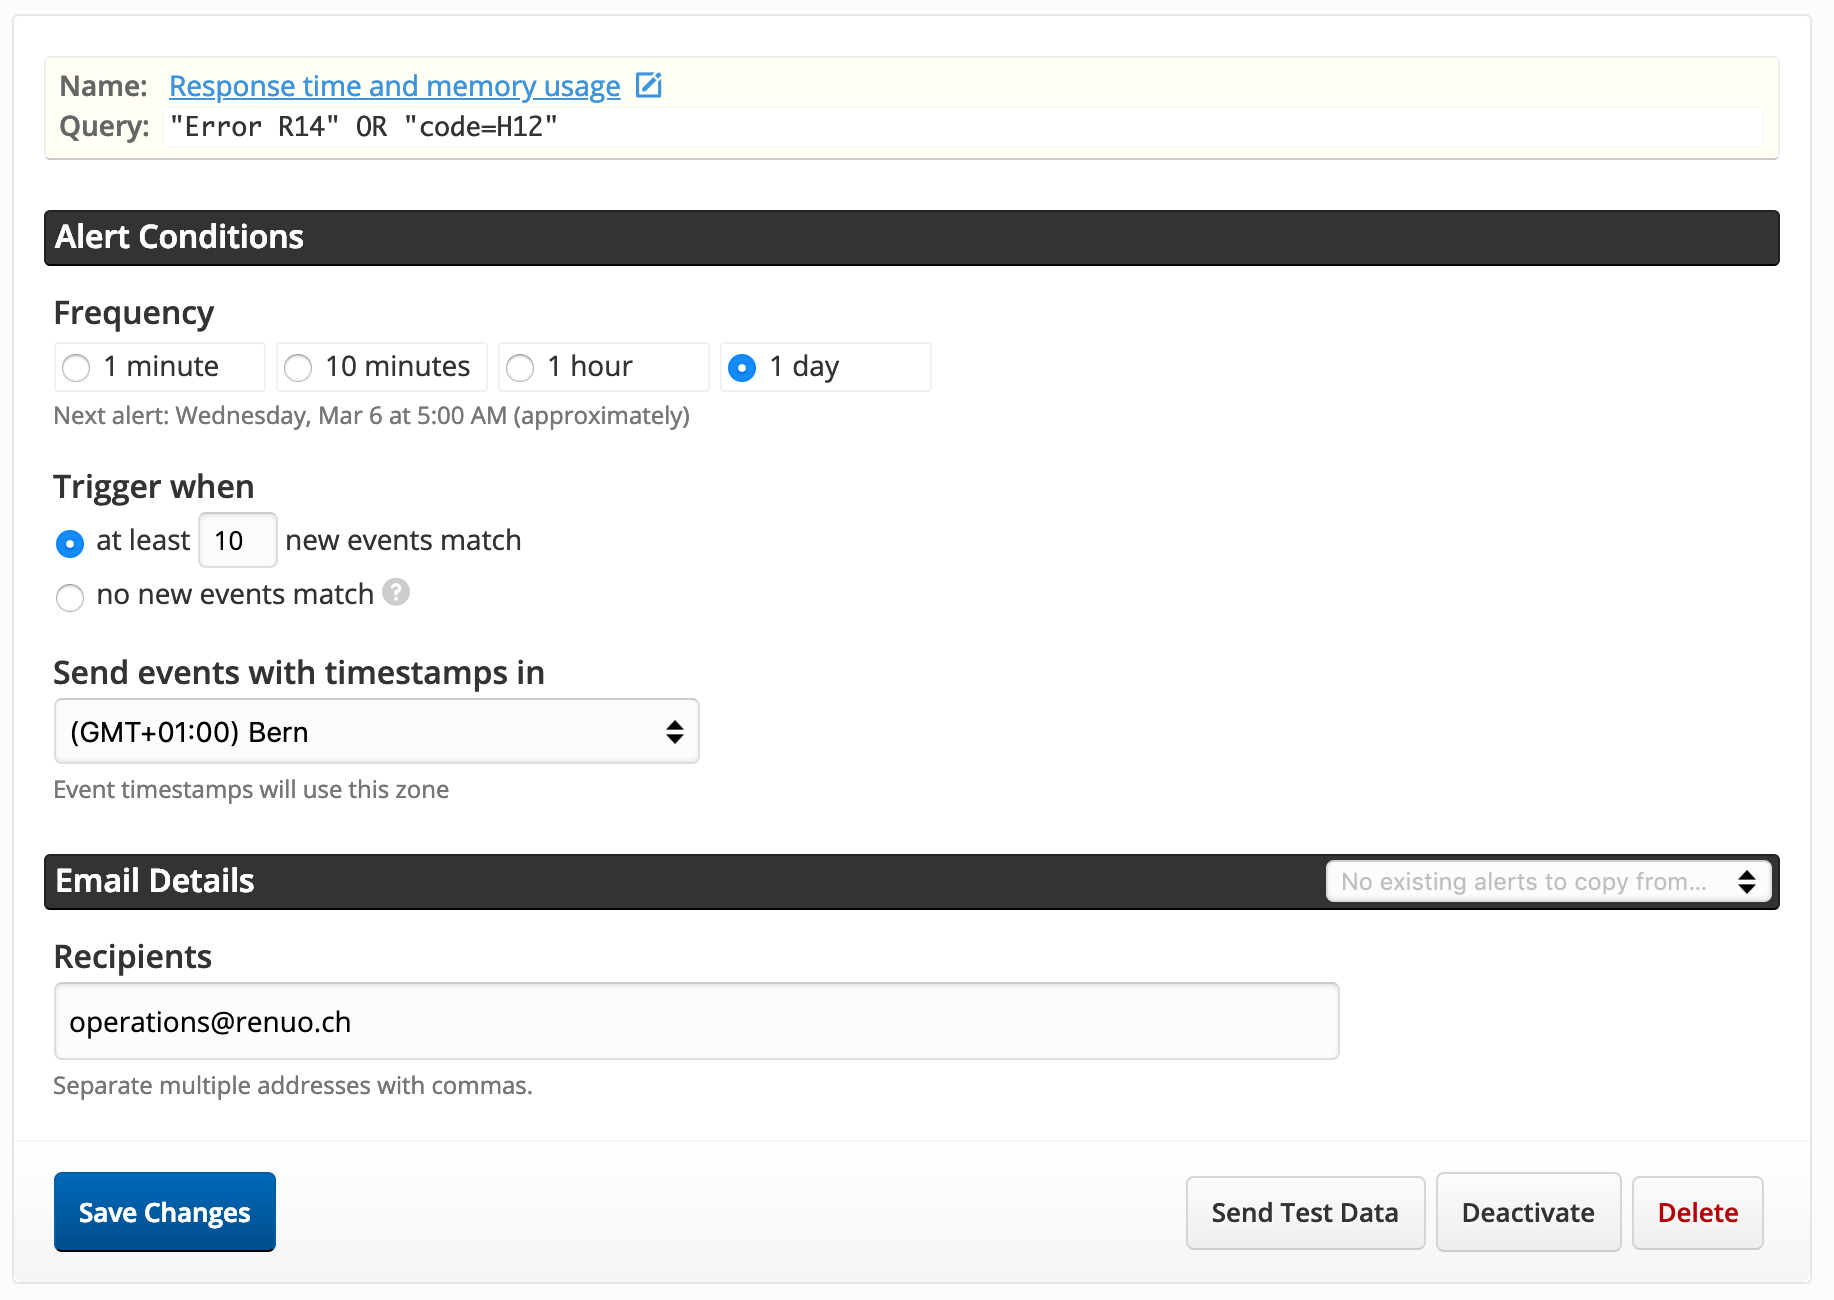 Name: Response time and memory usage
Query: "Error R14" OR "code=H12"
Alert Conditions
Frequency
1 minute 10 minutes 1 hour 1 day
Next alert: Wednesday, Mar 6 at 5:00 AM (approximately)
Trigger when
at least 10 new events match
no new events match ?
Send events with timestamps in
(GMT+01:00) Bern
Event timestamps will use this zone
Email Details No existing alerts to copy from...
Recipients
operations@renuo.ch
Separate multiple addresses with commas.
Save Changes Send Test Data Deactivate Delete